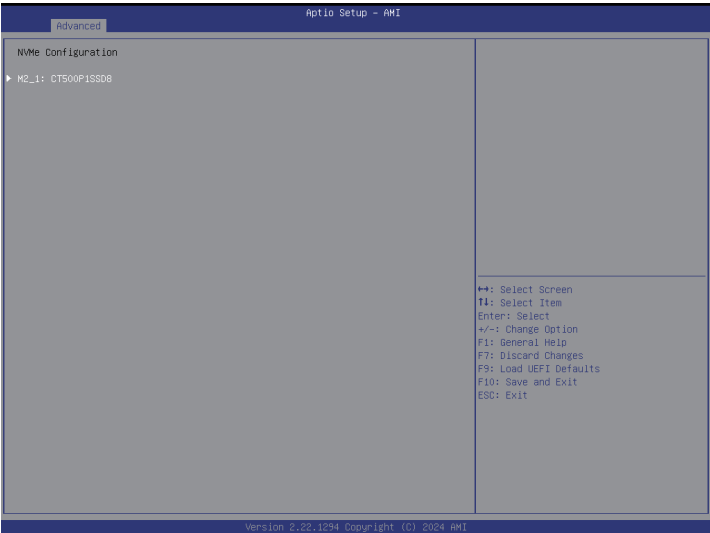 Aptio Setup – AMI
Advanced
NVMe Configuration
M2_1: CT500P1SSD8
↔: Select Screen
↑↓: Select Item
Enter: Select
+/-: Change Option
F1: General Help
F7: Discard Changes
F9: Load UEFI Defaults
F10: Save and Exit
ESC: Exit
Version 2.22.1294 Copyright (C) 2024 AMI